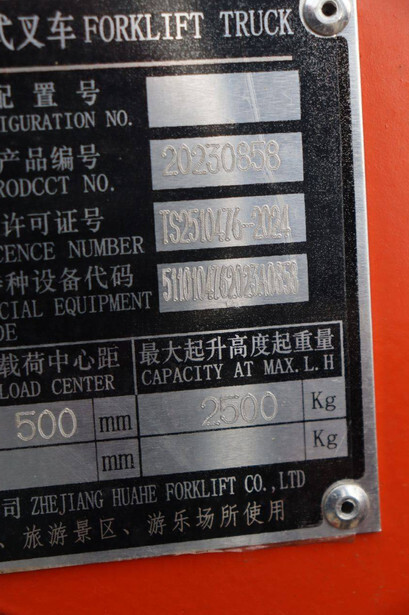 式叉车 FORKLIFT TRUCK
配置号
IGURATION NO.
产品编号 20230858
RODCCT NO.
许可证号 TS2510476-2024
CENCE NUMBER
特种设备代码 511010476202310858
CIAL EQUIPMENT
DE
载荷中心距 最大起升高度起重量
LOAD CENTER CAPACITY AT MAX. L. H
500 mm 2500 Kg
mm Kg
司 ZHEJIANG HUAHE FORKLIFT CO., LTD
、旅游景区、游乐场所使用